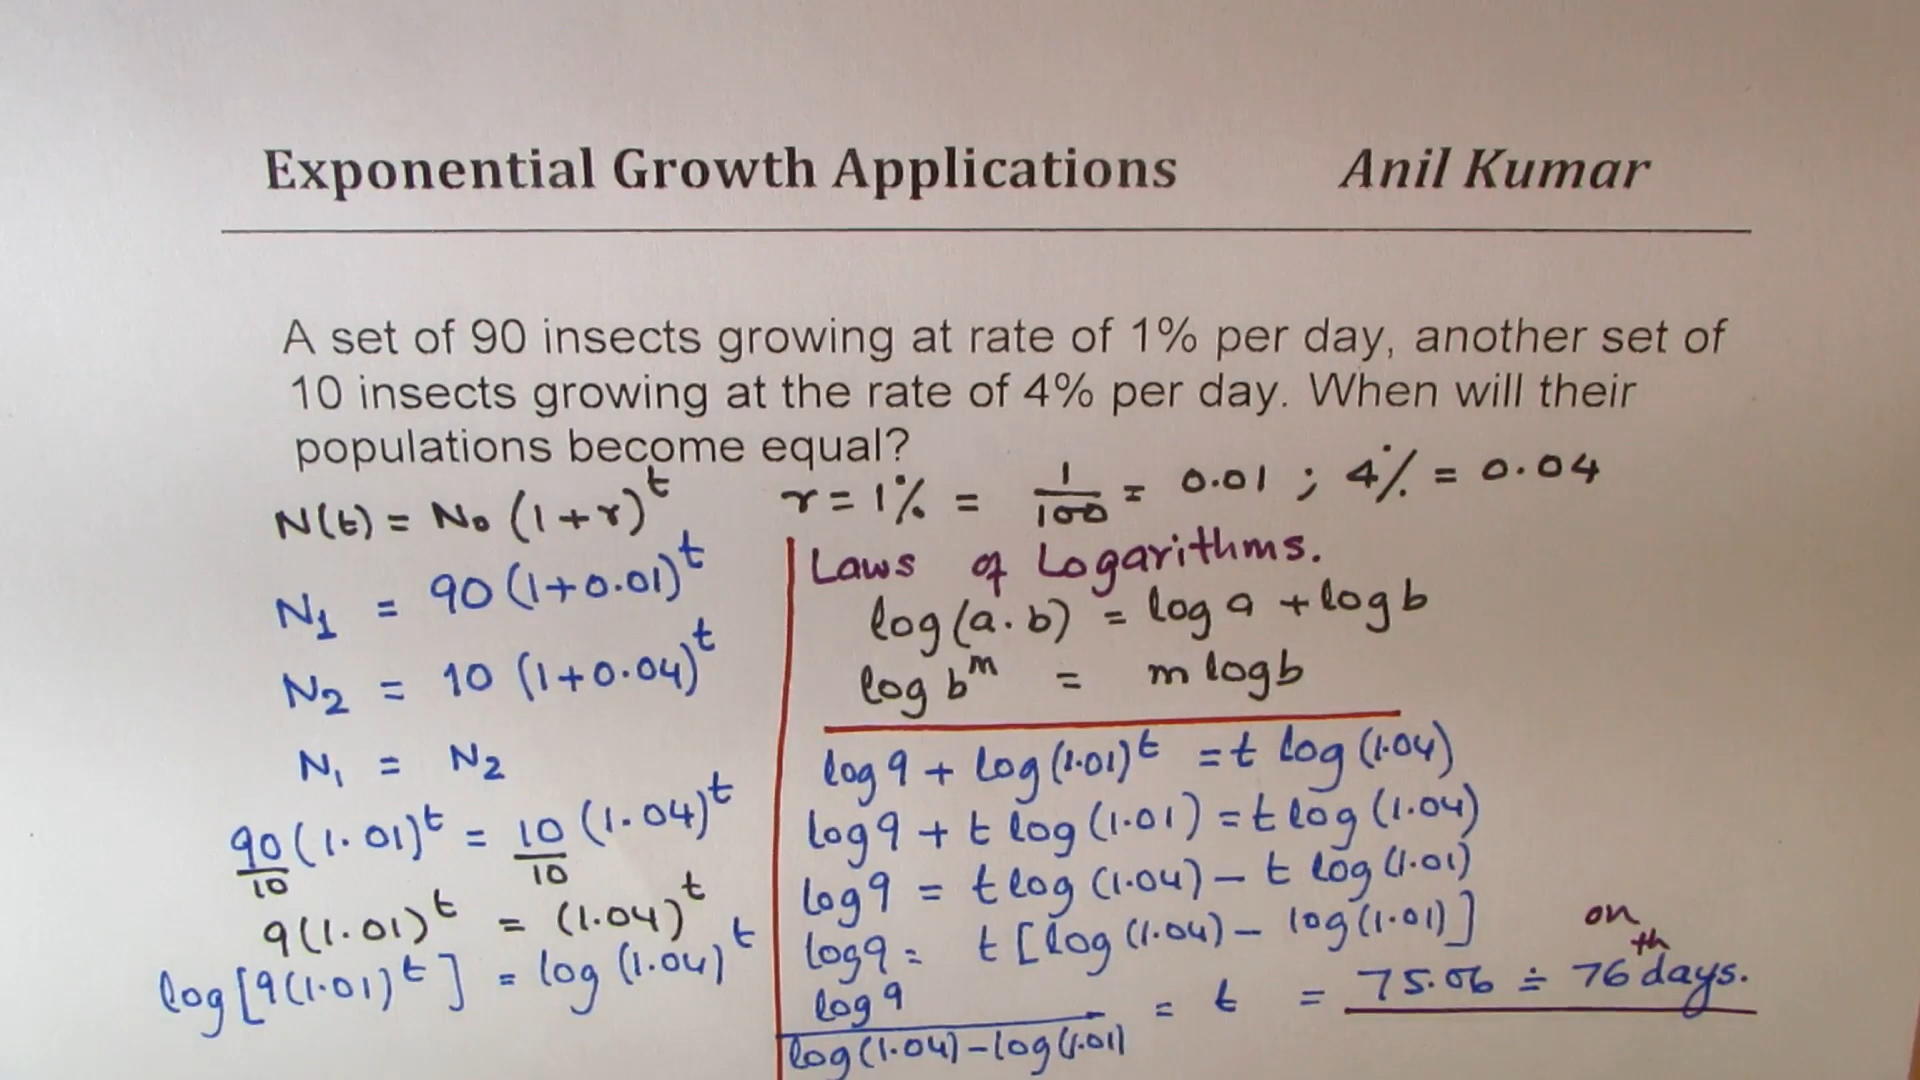 Exponential Growth Applications Anil Kumar
A set of 90 insects growing at rate of 1% per day, another set of
10 insects growing at the rate of 4% per day. When will their
populations become equal?
N(t) = N₀ (1+r)^t
r = 1% = 1/100 = 0.01 ; 4% = 0.04
N₁ = 90 (1+0.01)^t
N₂ = 10 (1+0.04)^t
N₁ = N₂
90/10 (1.01)^t = 10/10 (1.04)^t
9(1.01)^t = (1.04)^t
log[9(1.01)^t] = log (1.04)^t
Laws of Logarithms.
log(a·b) = log a + log b
log b^m = m log b
log 9 + log(1.01)^t = t log (1.04)
log 9 + t log (1.01) = t log (1.04)
log 9 = t log (1.04) − t log (1.01)
log 9 = t [log (1.04) − log (1.01)]
log 9 / log(1.04) − log(1.01) = t = 75.06 ≐ on 76th days.